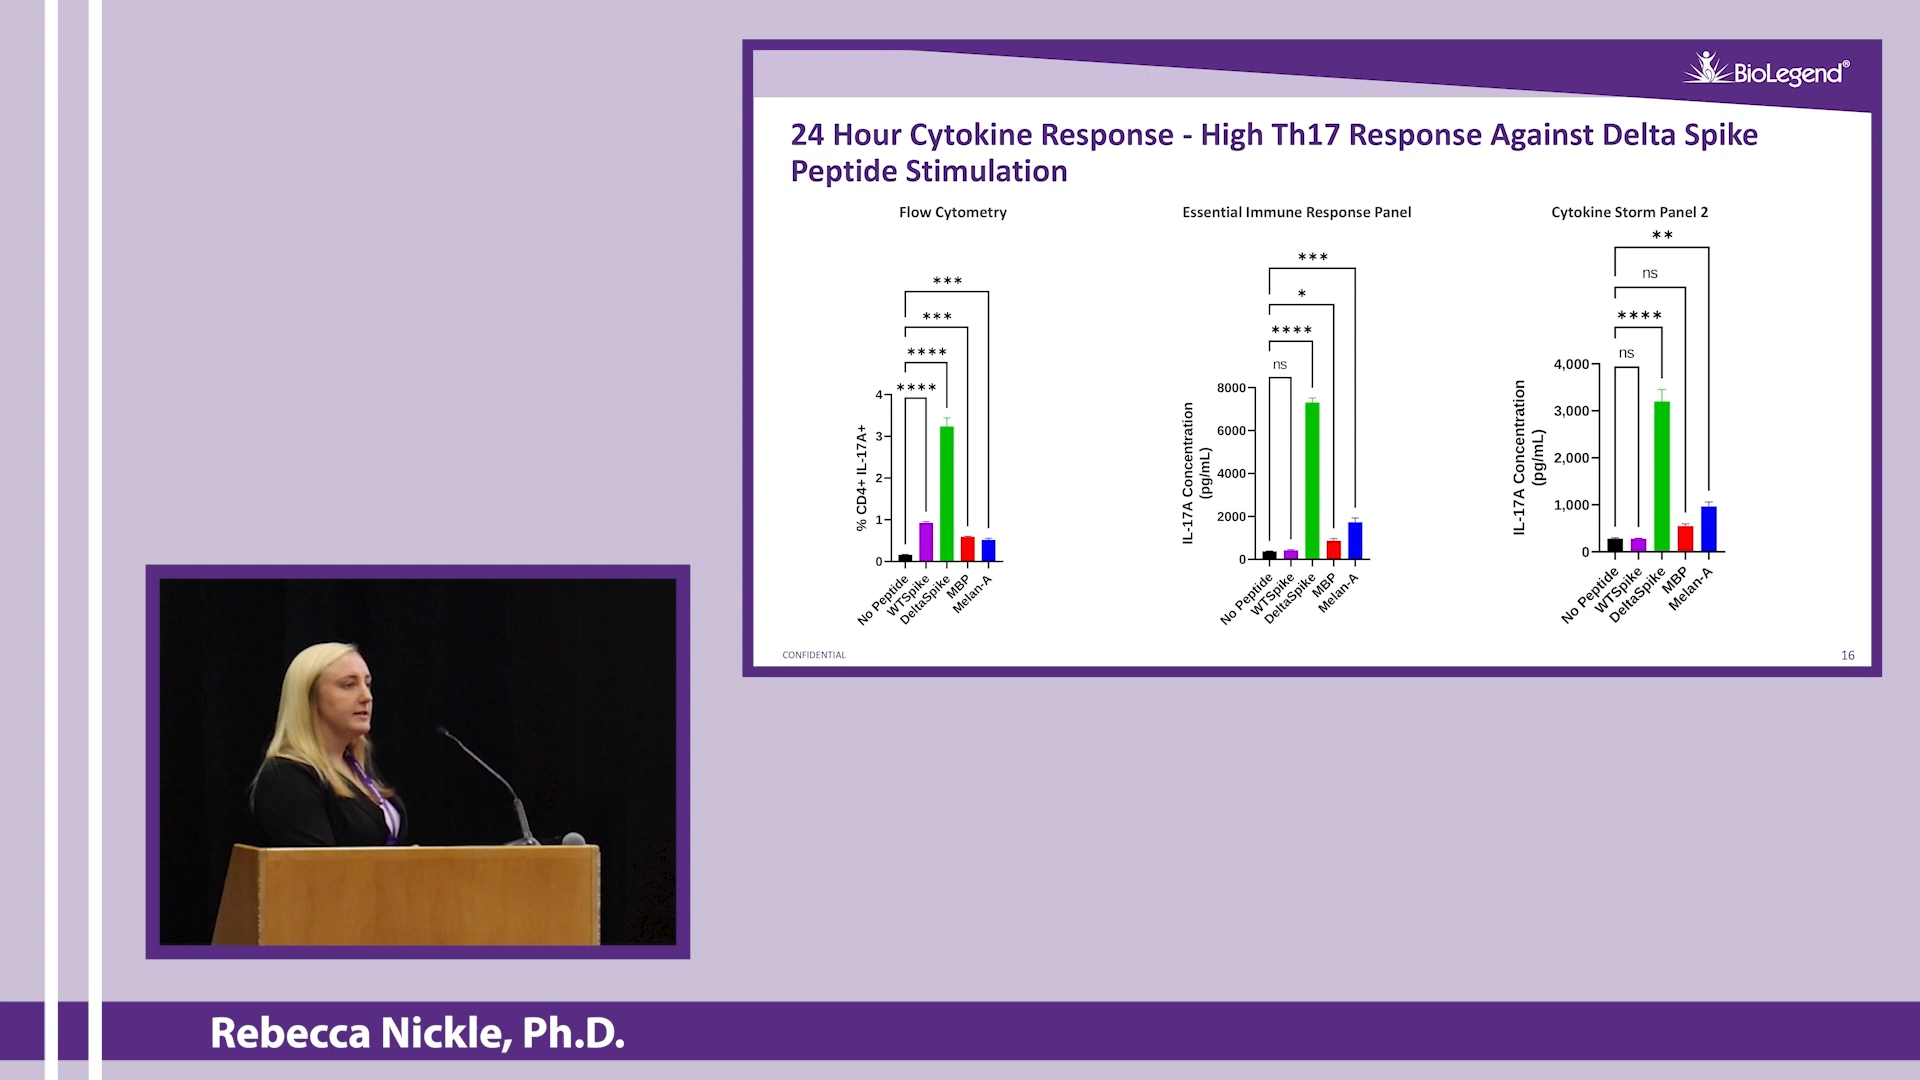 BioLegend®
24 Hour Cytokine Response - High Th17 Response Against Delta Spike
Peptide Stimulation
Flow Cytometry
***
***
****
****
4
3
2
1
0
% CD4+ IL-17A+
No Peptide
WTSpike
DeltaSpike
MBP
Melan-A
Essential Immune Response Panel
***
*
****
ns
8000
6000
4000
2000
0
IL-17A Concentration
(pg/mL)
No Peptide
WTSpike
DeltaSpike
MBP
Melan-A
Cytokine Storm Panel 2
**
ns
****
ns
4,000
3,000
2,000
1,000
0
IL-17A Concentration
(pg/mL)
No Peptide
WTSpike
DeltaSpike
MBP
Melan-A
CONFIDENTIAL
16
Rebecca Nickle, Ph.D.